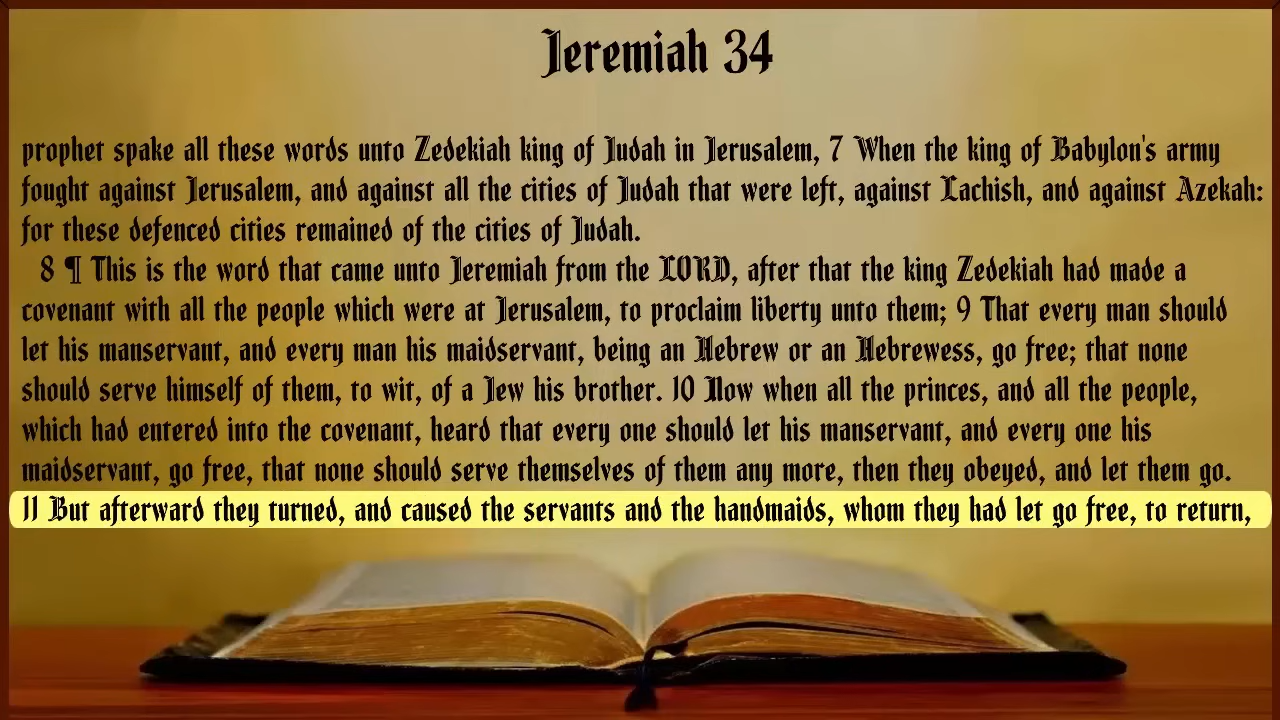 Jeremiah 34
prophet spake all these words unto Zedekiah king of Judah in Jerusalem, 7 When the king of Babylon's army
fought against Jerusalem, and against all the cities of Judah that were left, against Lachish, and against Azekah:
for these defenced cities remained of the cities of Judah.
8 ¶ This is the word that came unto Jeremiah from the LORD, after that the king Zedekiah had made a
covenant with all the people which were at Jerusalem, to proclaim liberty unto them; 9 That every man should
let his manservant, and every man his maidservant, being an Hebrew or an Hebrewess, go free; that none
should serve himself of them, to wit, of a Jew his brother. 10 Now when all the princes, and all the people,
which had entered into the covenant, heard that every one should let his manservant, and every one his
maidservant, go free, that none should serve themselves of them any more, then they obeyed, and let them go.
11 But afterward they turned, and caused the servants and the handmaids, whom they had let go free, to return,